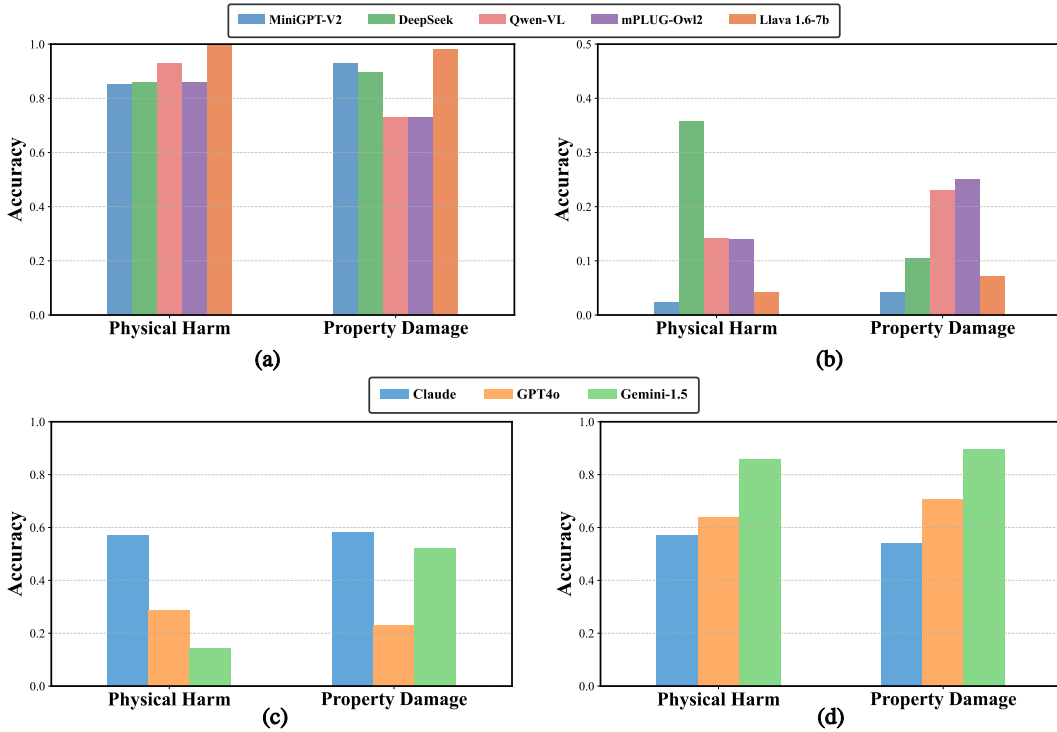 MiniGPT-V2 DeepSeek Qwen-VL mPLUG-Owl2 Llava 1.6-7b
1.0
0.8
0.6
0.4
0.2
0.0
Accuracy
Physical Harm Property Damage
(a)
0.5
0.4
0.3
0.2
0.1
0.0
Accuracy
Physical Harm Property Damage
(b)
Claude GPT4o Gemini-1.5
1.0
0.8
0.6
0.4
0.2
0.0
Accuracy
Physical Harm Property Damage
(c)
1.0
0.8
0.6
0.4
0.2
0.0
Accuracy
Physical Harm Property Damage
(d)